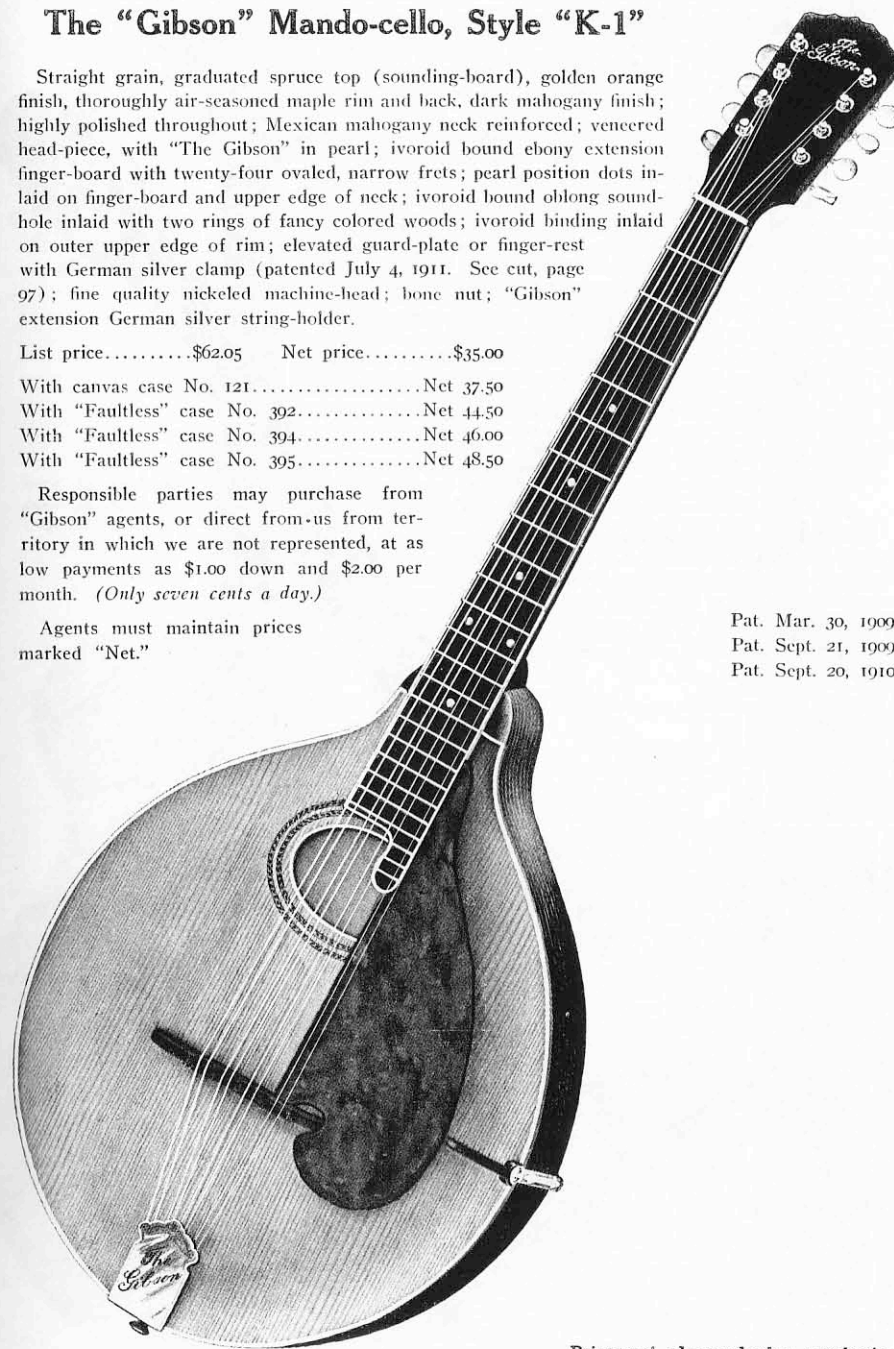 The “Gibson” Mando-cello, Style “K-1”
Straight grain, graduated spruce top (sounding-board), golden orange
finish, thoroughly air-seasoned maple rim and back, dark mahogany finish;
highly polished throughout; Mexican mahogany neck reinforced; veneered
head-piece, with “The Gibson” in pearl; ivoroid bound ebony extension
finger-board with twenty-four ovaled, narrow frets; pearl position dots in-
laid on finger-board and upper edge of neck; ivoroid bound oblong sound-
hole inlaid with two rings of fancy colored woods; ivoroid binding inlaid
on outer upper edge of rim; elevated guard-plate or finger-rest
with German silver clamp (patented July 4, 1911. See cut, page
97); fine quality nickeled machine-head; bone nut; “Gibson”
extension German silver string-holder.
List price..........$62.05 Net price..........$35.00
With canvas case No. 121...................Net 37.50
With “Faultless” case No. 392..............Net 44.50
With “Faultless” case No. 394..............Net 46.00
With “Faultless” case No. 395..............Net 48.50
Responsible parties may purchase from
“Gibson” agents, or direct from us from ter-
ritory in which we are not represented, at as
low payments as $1.00 down and $2.00 per
month. (Only seven cents a day.)
Agents must maintain prices
marked “Net.”
Pat. Mar. 30, 1909
Pat. Sept. 21, 1909
Pat. Sept. 20, 1910
The
Gibson
The
Gibson